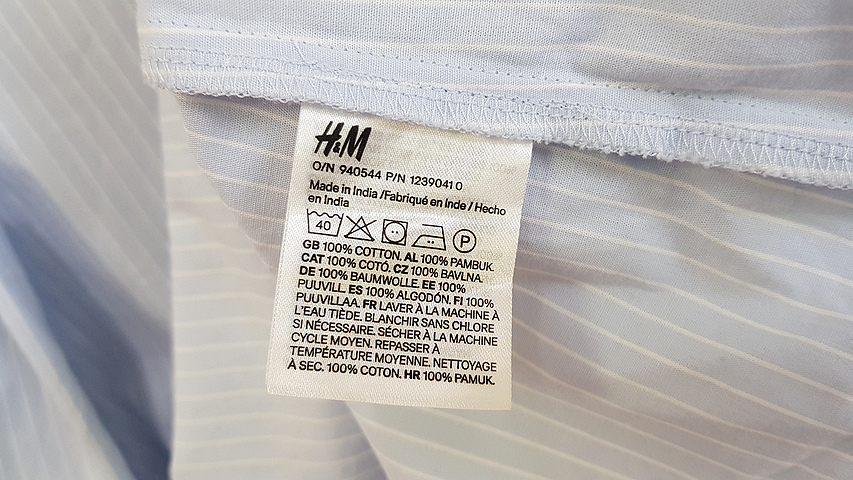 H&M
O/N 940544 P/N 1239041 0
Made in India /Fabriqué en Inde / Hecho
en India
40 P
GB 100% COTTON. AL 100% PAMBUK.
CAT 100% COTÓ. CZ 100% BAVLNA.
DE 100% BAUMWOLLE. EE 100%
PUUVILL. ES 100% ALGODÓN. FI 100%
PUUVILLAA. FR LAVER À LA MACHINE À
L'EAU TIÈDE. BLANCHIR SANS CHLORE
SI NÉCESSAIRE. SÉCHER À LA MACHINE
CYCLE MOYEN. REPASSER À
TEMPÉRATURE MOYENNE. NETTOYAGE
À SEC. 100% COTON. HR 100% PAMUK.